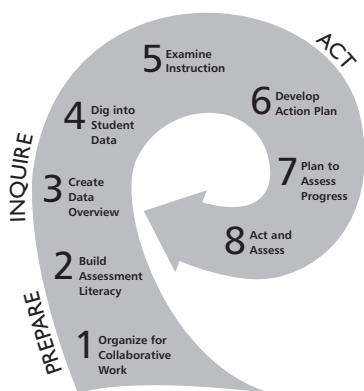 PREPARE
1 Organize for
Collaborative
Work
2 Build
Assessment
Literacy
INQUIRE
3 Create
Data
Overview
4 Dig into
Student
Data
5 Examine
Instruction
ACT
6 Develop
Action Plan
7 Plan to
Assess
Progress
8 Act and
Assess